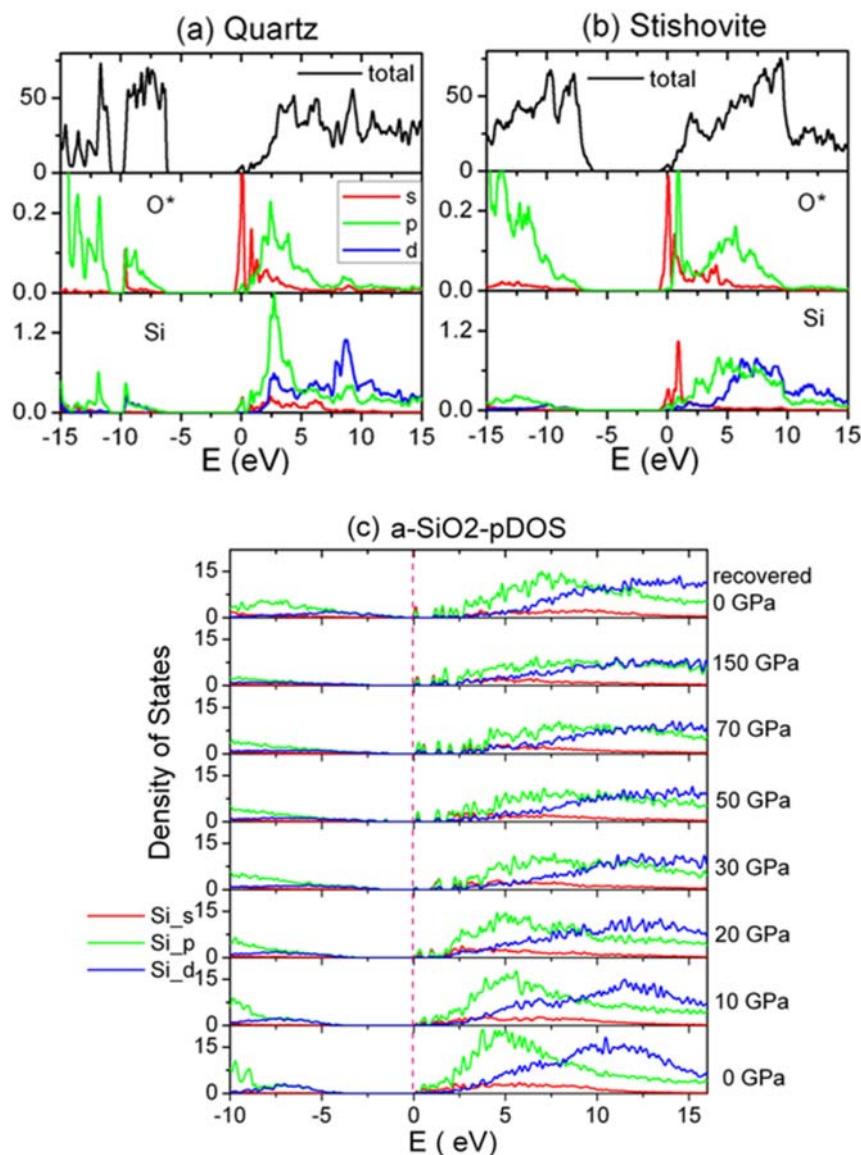 (a) Quartz
total
50
0
O*
s
p
d
0.2
0.0
Si
1.2
0.0
-15 -10 -5 0 5 10 15
E (eV)
(b) Stishovite
total
50
0
O*
0.2
0.0
Si
1.2
0.0
-15 -10 -5 0 5 10 15
E (eV)
(c) a-SiO2-pDOS
Density of States
15
0
recovered
0 GPa
15
0
150 GPa
15
0
70 GPa
15
0
50 GPa
15
0
30 GPa
Si_s
Si_p
Si_d
15
0
20 GPa
15
0
10 GPa
15
0
0 GPa
-10 -5 0 5 10 15
E ( eV)